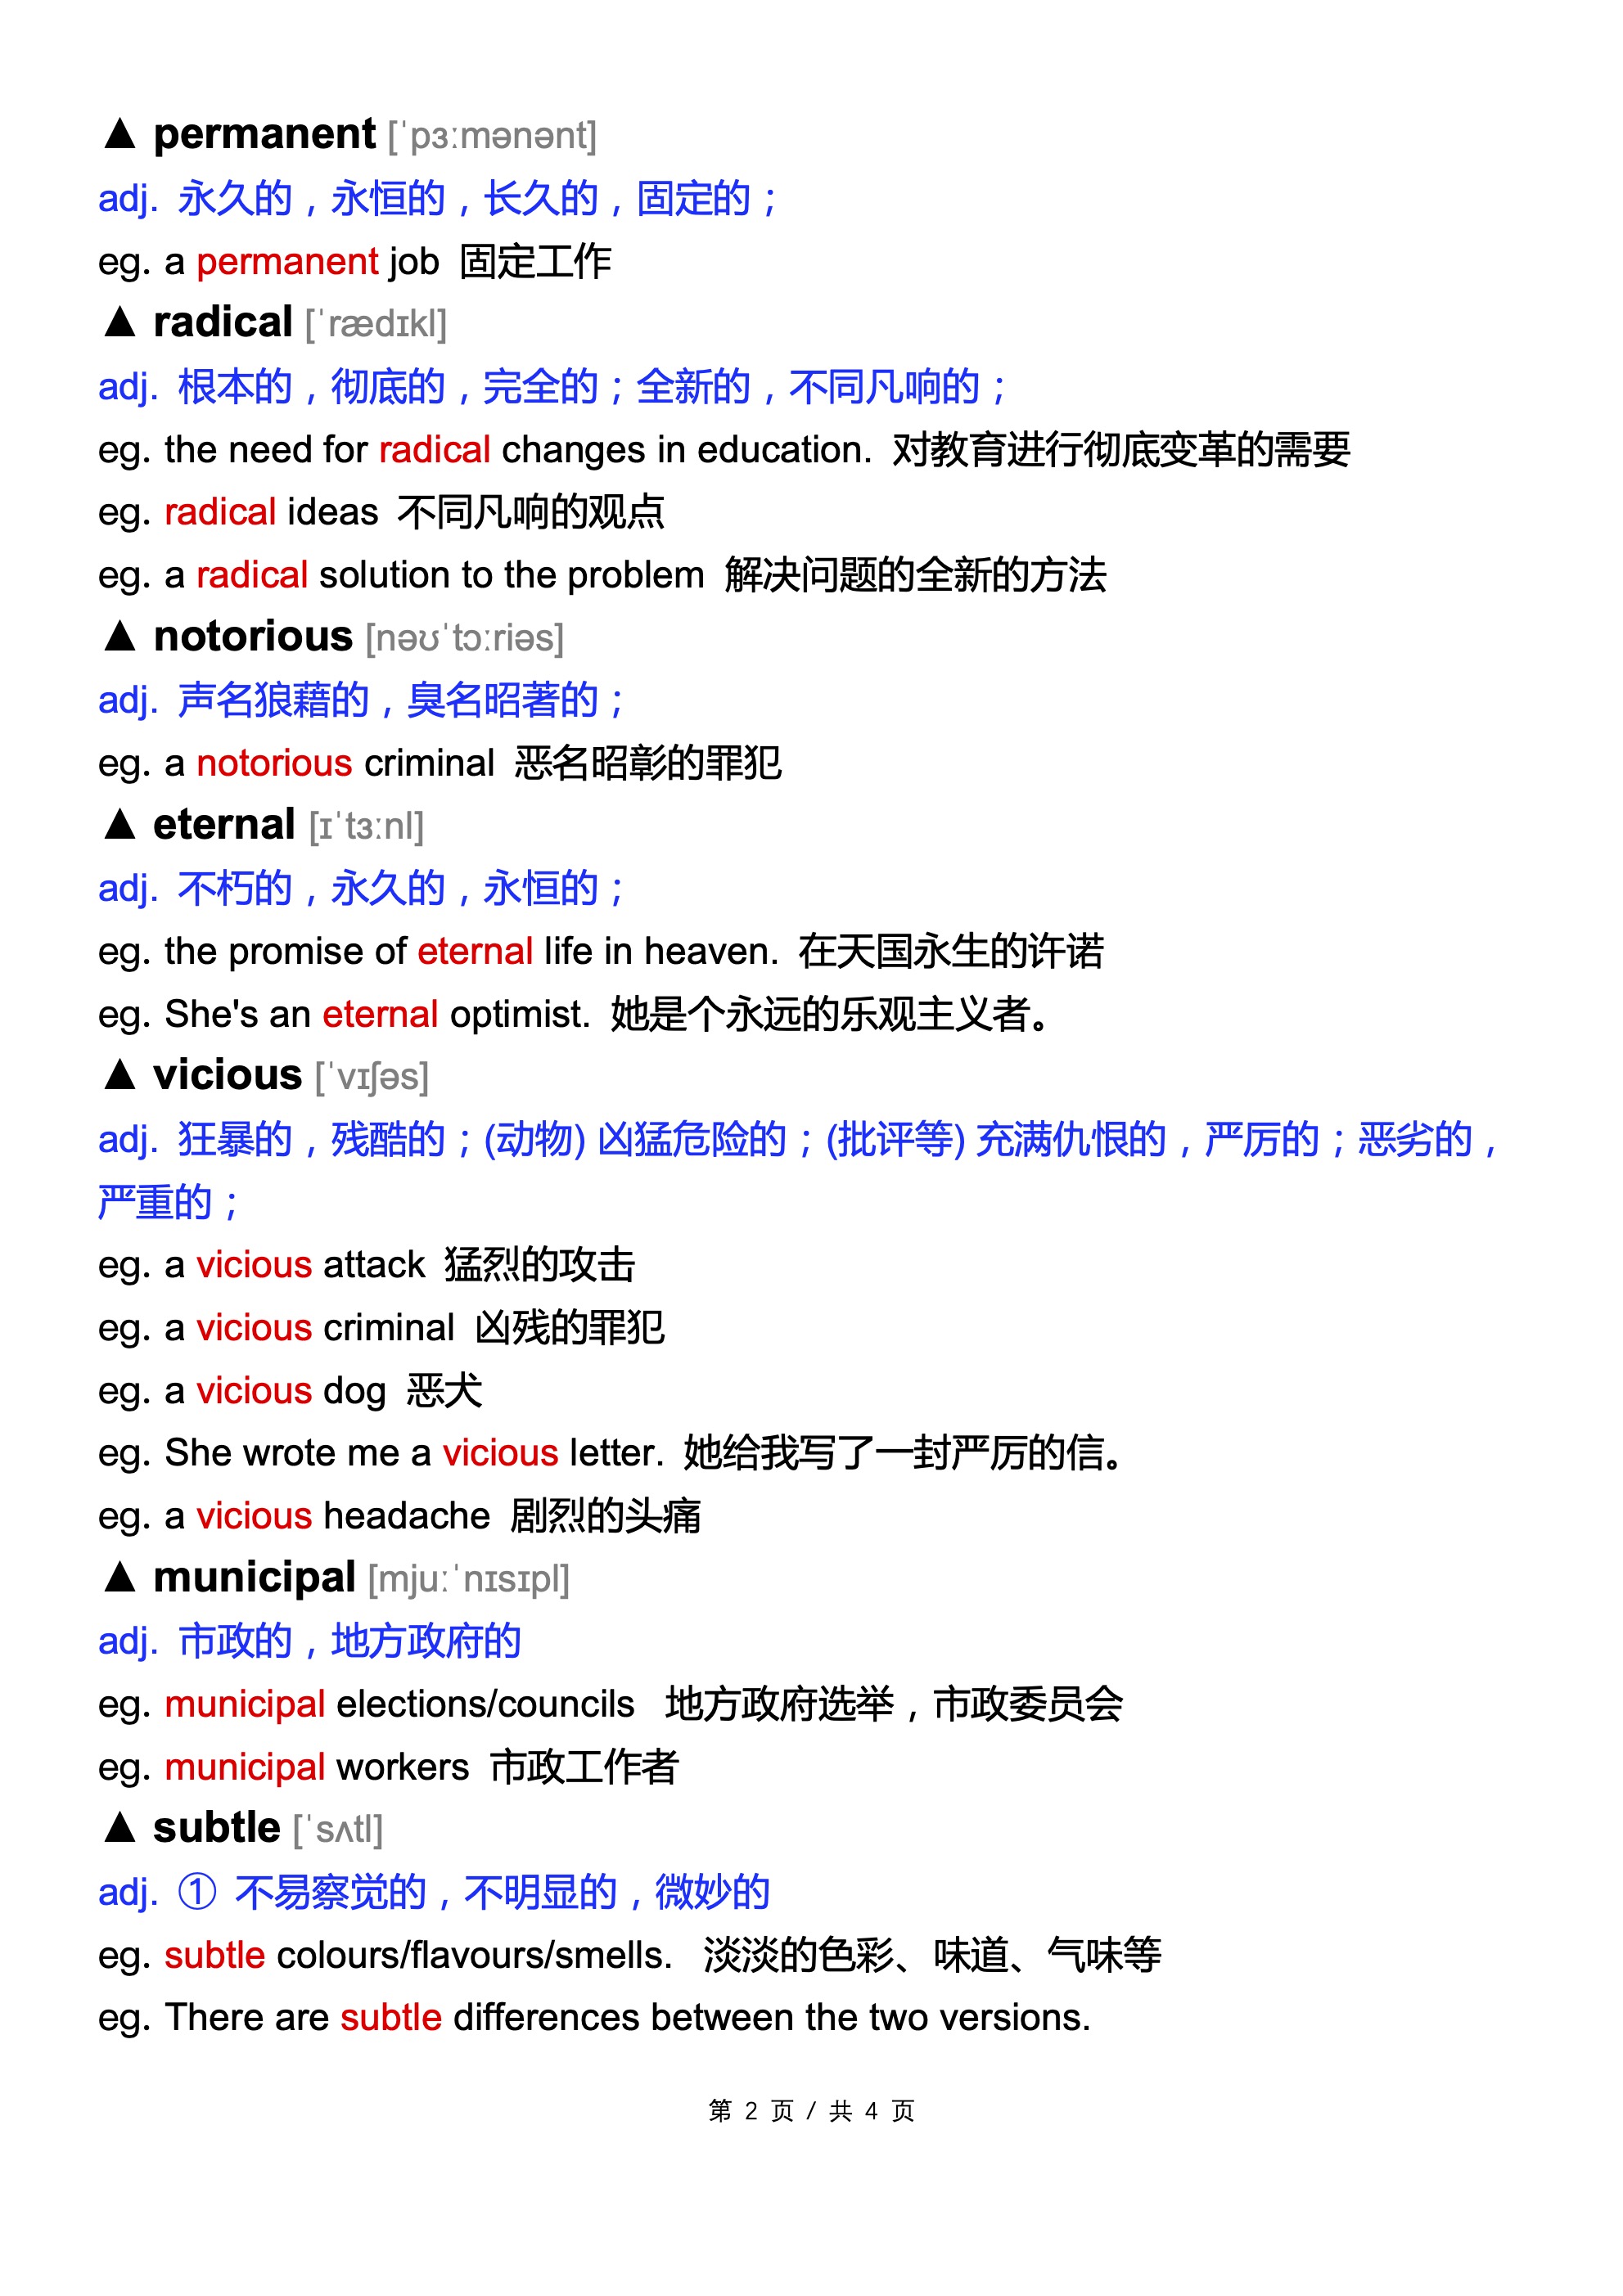 ▲ permanent [ˈpɜːmənənt]
adj. 永久的，永恒的，长久的，固定的；
eg. a permanent job 固定工作
▲ radical [ˈrædɪkl]
adj. 根本的，彻底的，完全的；全新的，不同凡响的；
eg. the need for radical changes in education. 对教育进行彻底变革的需要
eg. radical ideas 不同凡响的观点
eg. a radical solution to the problem 解决问题的全新的方法
▲ notorious [nəʊˈtɔːriəs]
adj. 声名狼藉的，臭名昭著的；
eg. a notorious criminal 恶名昭彰的罪犯
▲ eternal [ɪˈtɜːnl]
adj. 不朽的，永久的，永恒的；
eg. the promise of eternal life in heaven. 在天国永生的许诺
eg. She's an eternal optimist. 她是个永远的乐观主义者。
▲ vicious [ˈvɪʃəs]
adj. 狂暴的，残酷的；(动物) 凶猛危险的；(批评等) 充满仇恨的，严厉的；恶劣的，
严重的；
eg. a vicious attack 猛烈的攻击
eg. a vicious criminal 凶残的罪犯
eg. a vicious dog 恶犬
eg. She wrote me a vicious letter. 她给我写了一封严厉的信。
eg. a vicious headache 剧烈的头痛
▲ municipal [mjuːˈnɪsɪpl]
adj. 市政的，地方政府的
eg. municipal elections/councils 地方政府选举，市政委员会
eg. municipal workers 市政工作者
▲ subtle [ˈsʌtl]
adj. ① 不易察觉的，不明显的，微妙的
eg. subtle colours/flavours/smells. 淡淡的色彩、味道、气味等
eg. There are subtle differences between the two versions.
第 2 页 / 共 4 页